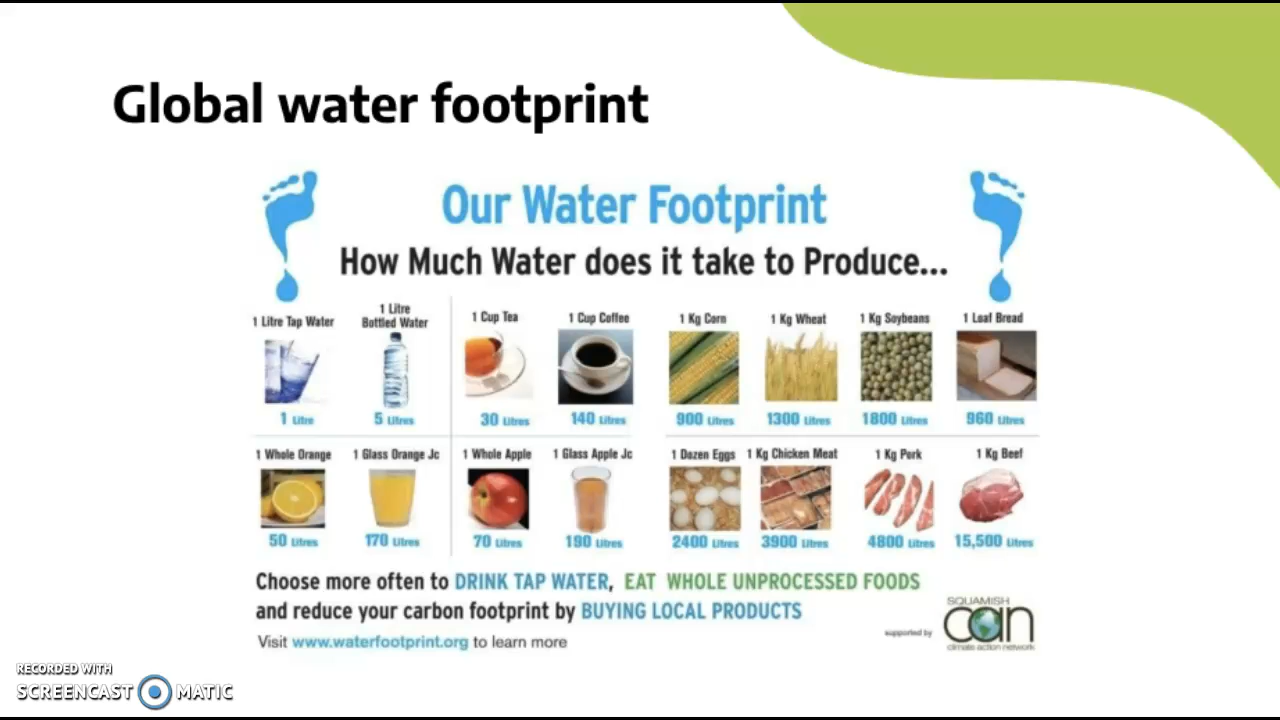 Global water footprint
Our Water Footprint
How Much Water does it take to Produce...
1 Litre Tap Water
1 Litre
Bottled Water
1 Cup Tea
1 Cup Coffee
1 Kg Corn
1 Kg Wheat
1 Kg Soybeans
1 Loaf Bread
1 Litre
5 Litres
30 Litres
140 Litres
900 Litres
1300 Litres
1800 Litres
960 Litres
1 Whole Orange
1 Glass Orange Jc
1 Whole Apple
1 Glass Apple Jc
1 Dozen Eggs
1 Kg Chicken Meat
1 Kg Pork
1 Kg Beef
50 Litres
170 Litres
70 Litres
190 Litres
2400 Litres
3900 Litres
4800 Litres
15,500 Litres
Choose more often to DRINK TAP WATER, EAT WHOLE UNPROCESSED FOODS
and reduce your carbon footprint by BUYING LOCAL PRODUCTS
Visit www.waterfootprint.org to learn more
supported by
SQUAMISH
can
climate action network
RECORDED WITH
SCREENCAST MATIC